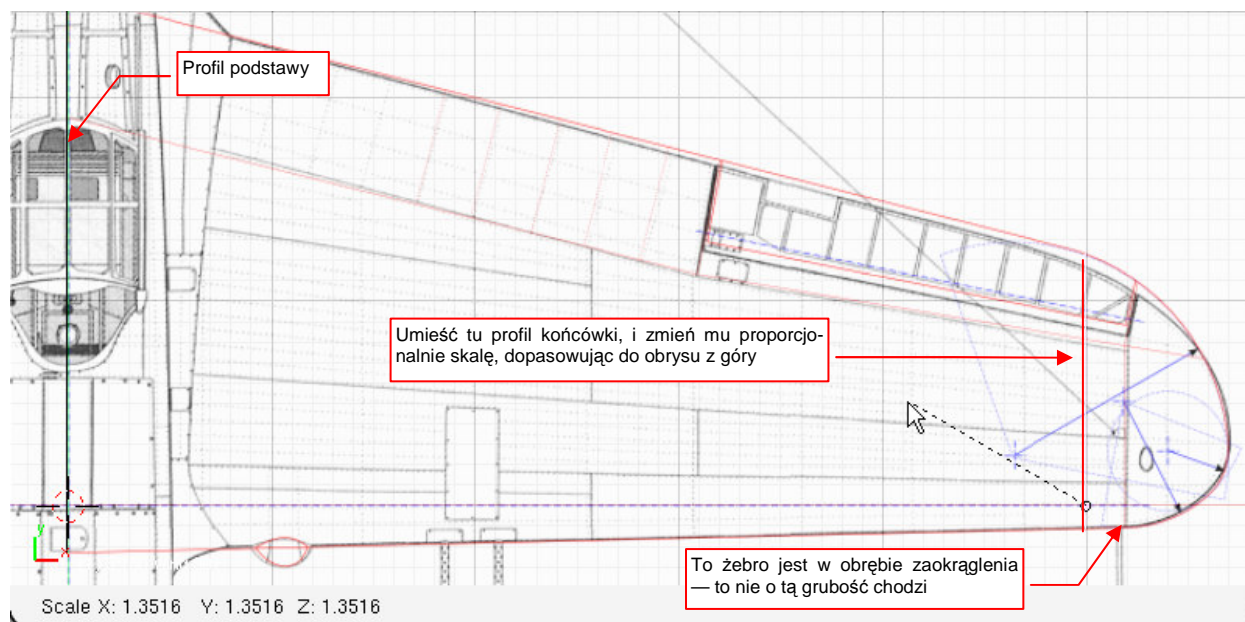 Profil podstawy
Umieść tu profil końcówki, i zmień mu proporcjo-
nalnie skalę, dopasowując do obrysu z góry
To żebro jest w obrębie zaokrąglenia
— to nie o tą grubość chodzi
y
x
Scale X: 1.3516 Y: 1.3516 Z: 1.3516